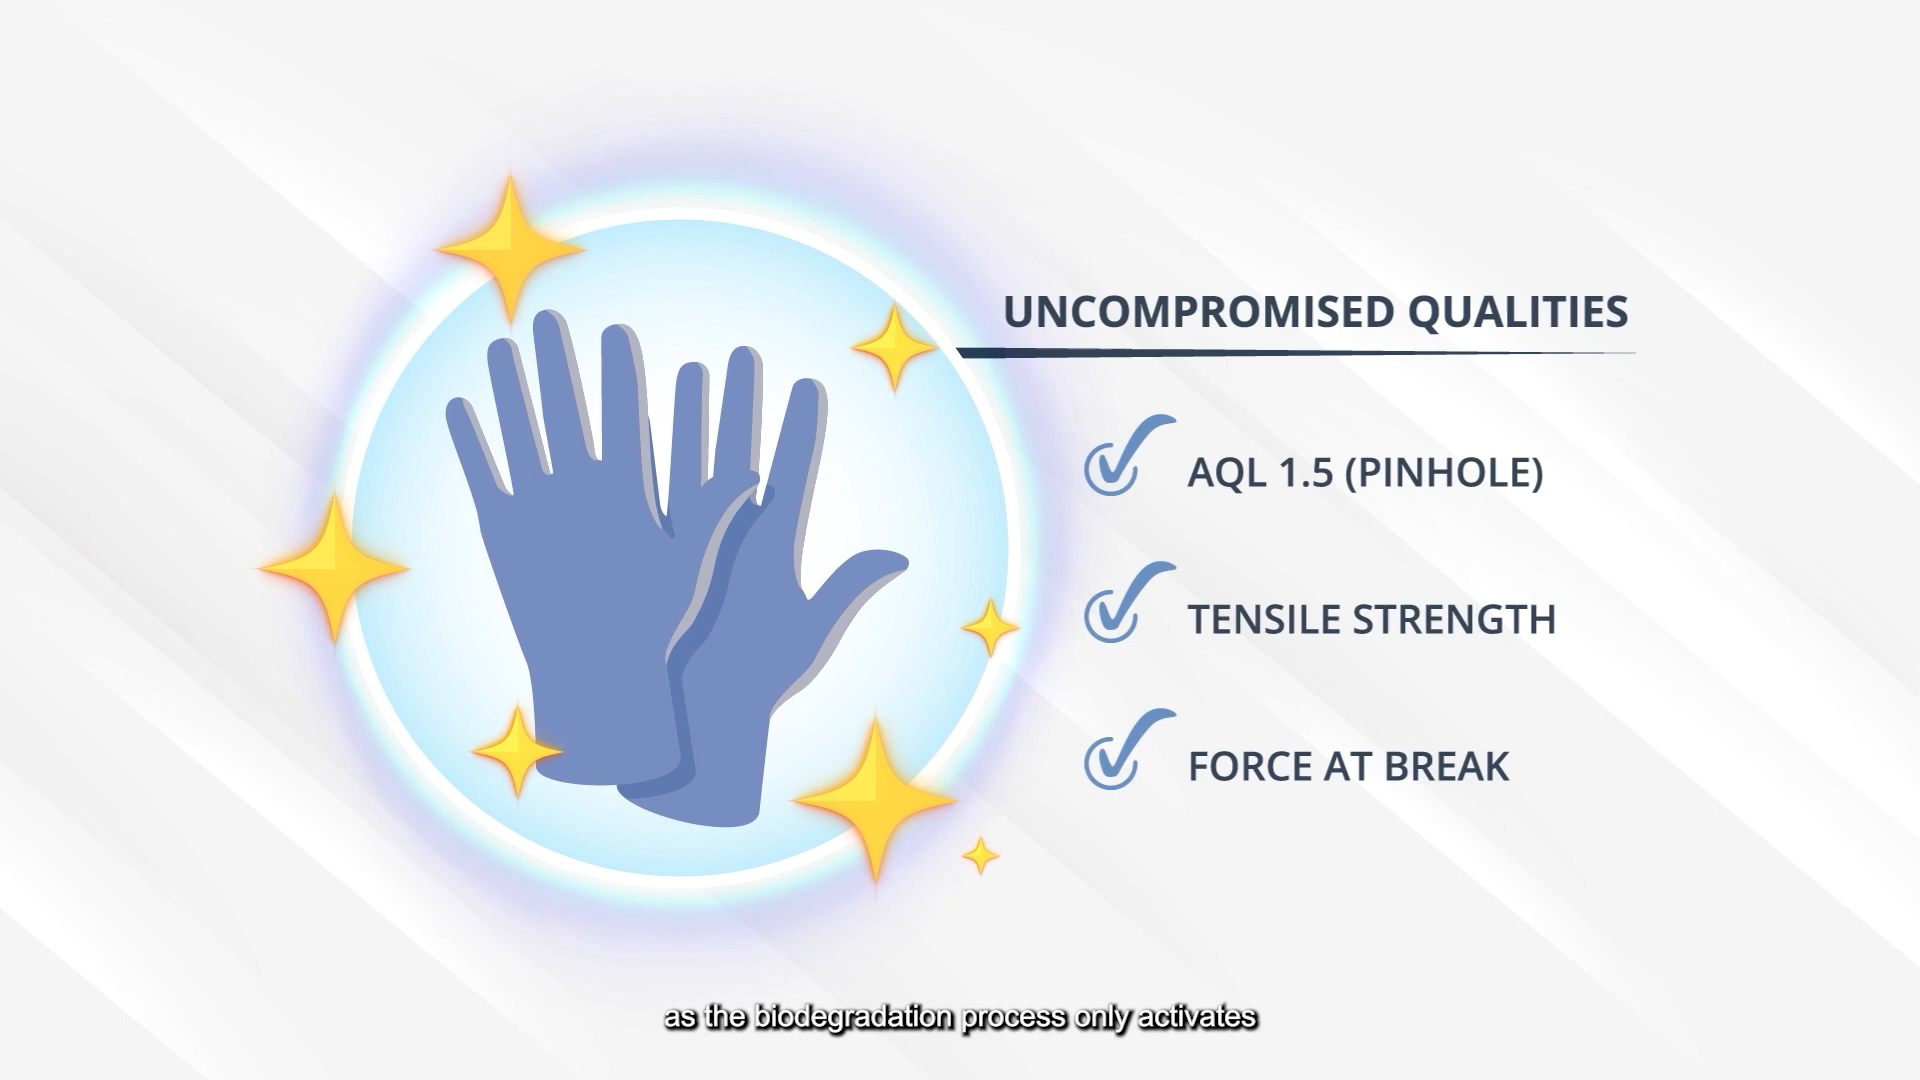 UNCOMPROMISED QUALITIES
AQL 1.5 (PINHOLE)
TENSILE STRENGTH
FORCE AT BREAK
as the biodegradation process only activates